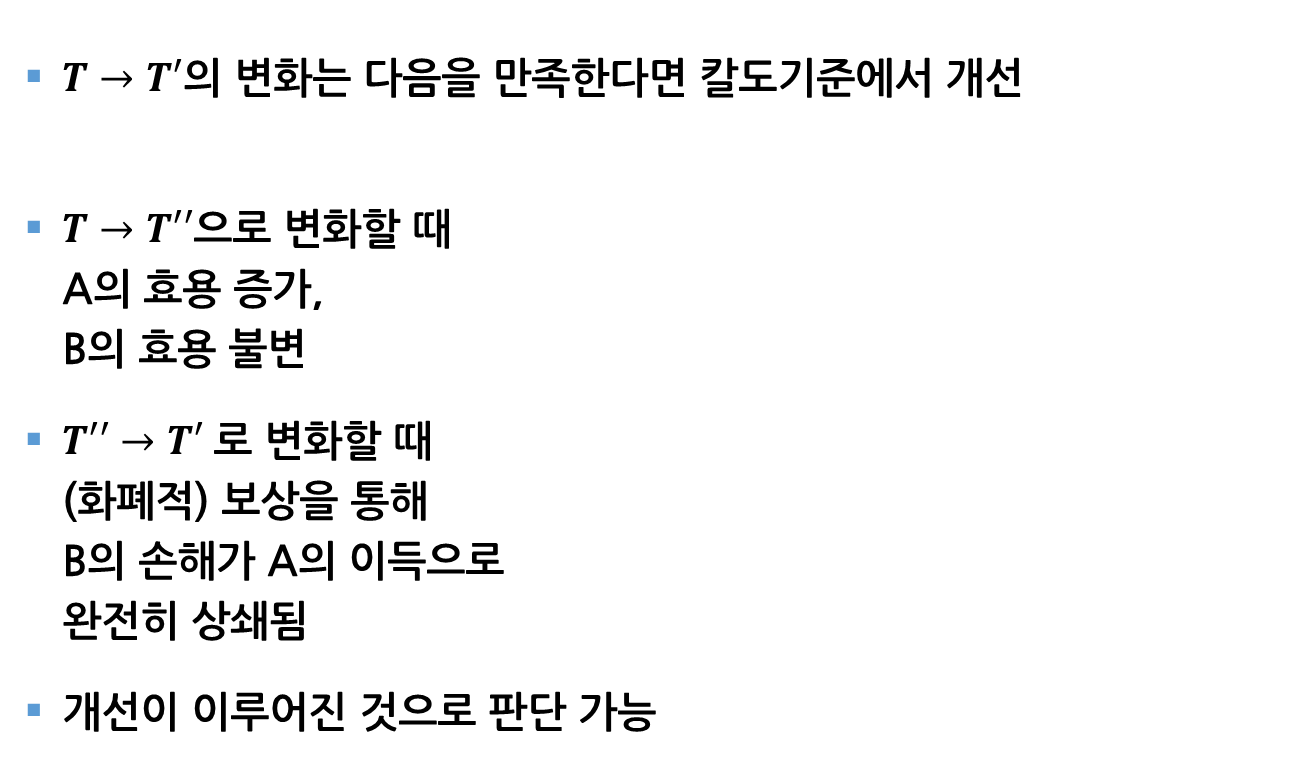 ▪ T → T′의 변화는 다음을 만족한다면 칼도기준에서 개선
▪ T → T′′으로 변화할 때
A의 효용 증가,
B의 효용 불변
▪ T′′ → T′ 로 변화할 때
(화폐적) 보상을 통해
B의 손해가 A의 이득으로
완전히 상쇄됨
▪ 개선이 이루어진 것으로 판단 가능